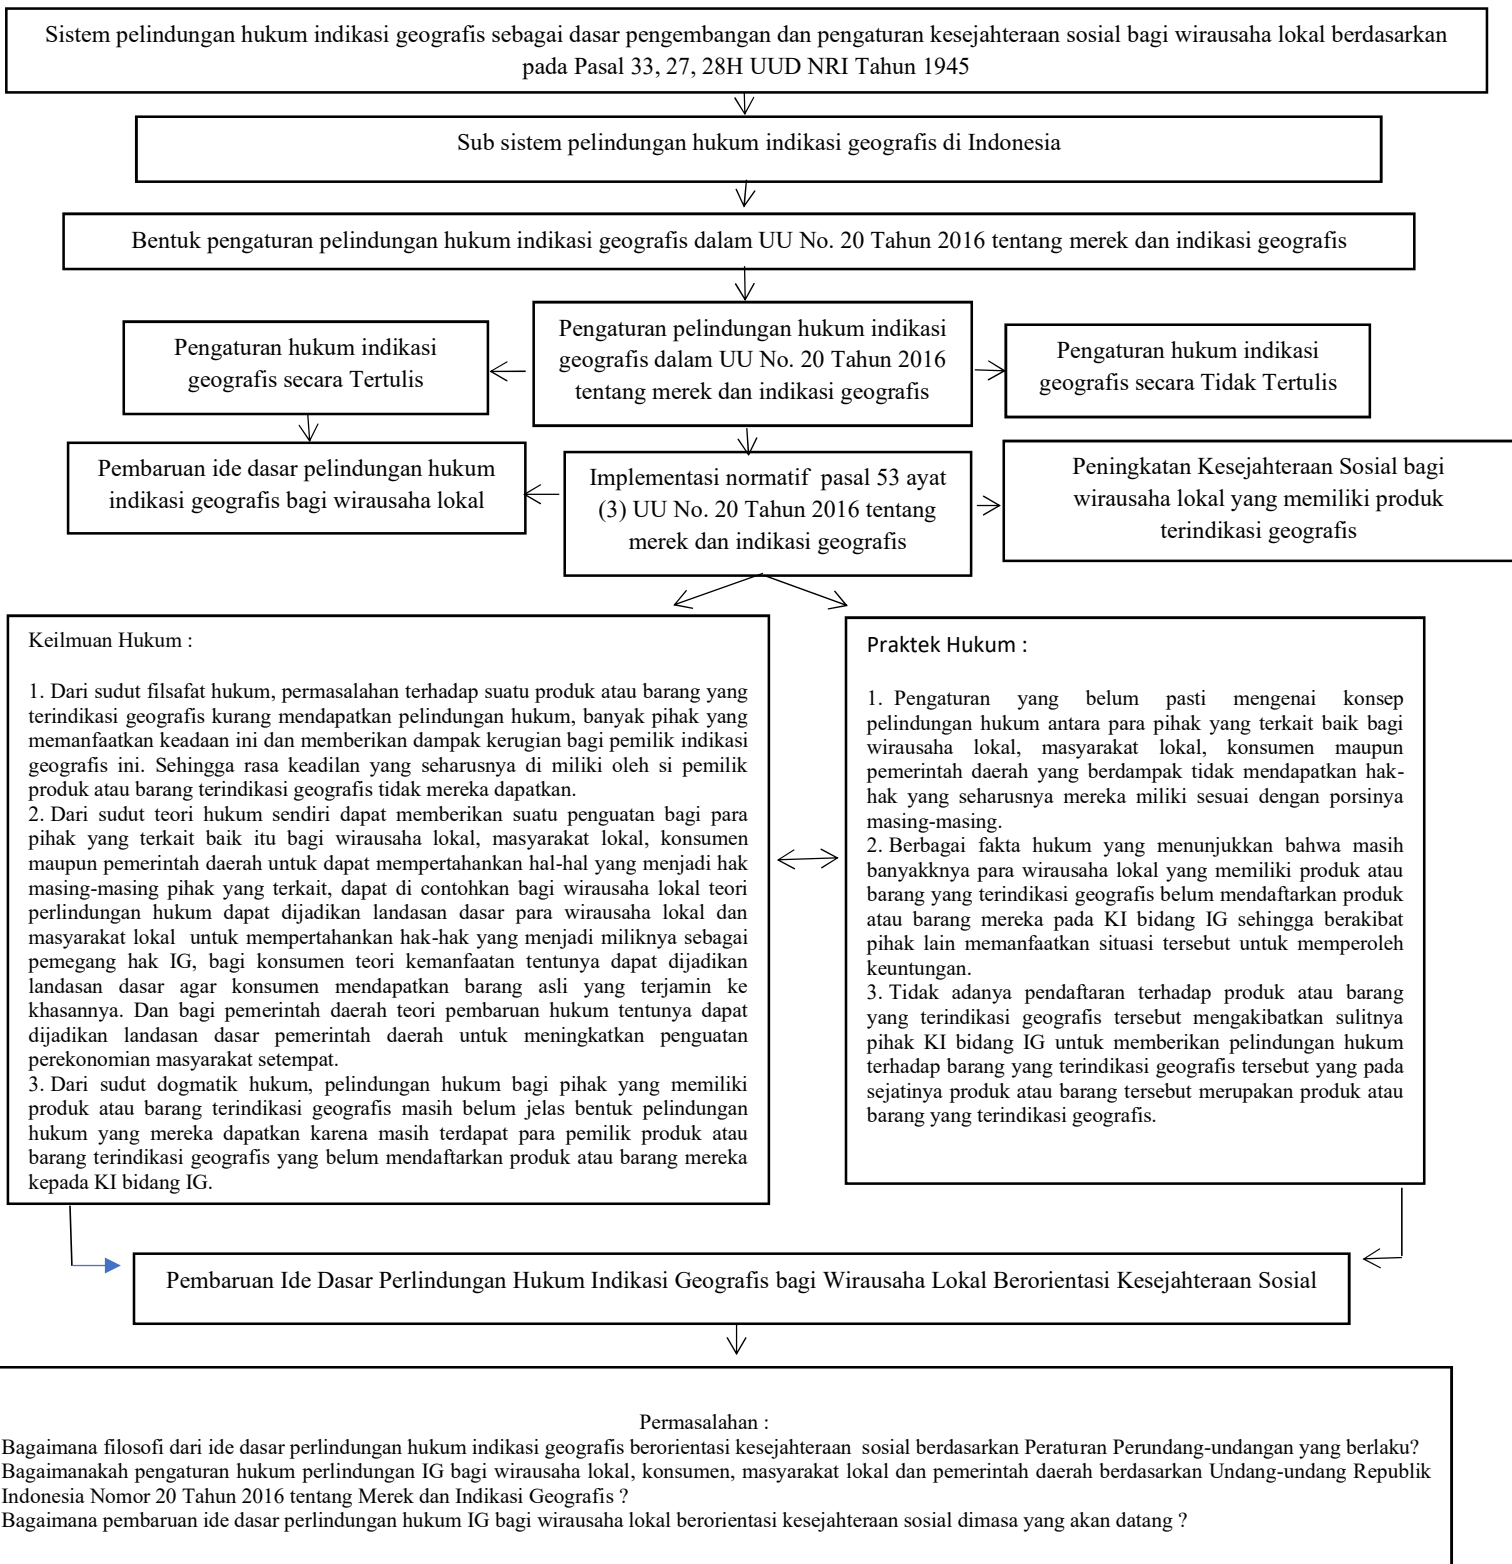 Sistem pelindungan hukum indikasi geografis sebagai dasar pengembangan dan pengaturan kesejahteraan sosial bagi wirausaha lokal berdasarkan
pada Pasal 33, 27, 28H UUD NRI Tahun 1945
Sub sistem pelindungan hukum indikasi geografis di Indonesia
Bentuk pengaturan pelindungan hukum indikasi geografis dalam UU No. 20 Tahun 2016 tentang merek dan indikasi geografis
Pengaturan hukum indikasi
geografis secara Tertulis
Pengaturan pelindungan hukum indikasi
geografis dalam UU No. 20 Tahun 2016
tentang merek dan indikasi geografis
Pengaturan hukum indikasi
geografis secara Tidak Tertulis
Pembaruan ide dasar pelindungan hukum
indikasi geografis bagi wirausaha lokal
Implementasi normatif pasal 53 ayat
(3) UU No. 20 Tahun 2016 tentang
merek dan indikasi geografis
Peningkatan Kesejahteraan Sosial bagi
wirausaha lokal yang memiliki produk
terindikasi geografis
Keilmuan Hukum :
1. Dari sudut filsafat hukum, permasalahan terhadap suatu produk atau barang yang
terindikasi geografis kurang mendapatkan pelindungan hukum, banyak pihak yang
memanfaatkan keadaan ini dan memberikan dampak kerugian bagi pemilik indikasi
geografis ini. Sehingga rasa keadilan yang seharusnya di miliki oleh si pemilik
produk atau barang terindikasi geografis tidak mereka dapatkan.
2. Dari sudut teori hukum sendiri dapat memberikan suatu penguatan bagi para
pihak yang terkait baik itu bagi wirausaha lokal, masyarakat lokal, konsumen
maupun pemerintah daerah untuk dapat mempertahankan hal-hal yang menjadi hak
masing-masing pihak yang terkait, dapat di contohkan bagi wirausaha lokal teori
perlindungan hukum dapat dijadikan landasan dasar para wirausaha lokal dan
masyarakat lokal untuk mempertahankan hak-hak yang menjadi miliknya sebagai
pemegang hak IG, bagi konsumen teori kemanfaatan tentunya dapat dijadikan
landasan dasar agar konsumen mendapatkan barang asli yang terjamin ke
khasannya. Dan bagi pemerintah daerah teori pembaruan hukum tentunya dapat
dijadikan landasan dasar pemerintah daerah untuk meningkatkan penguatan
perekonomian masyarakat setempat.
3. Dari sudut dogmatik hukum, pelindungan hukum bagi pihak yang memiliki
produk atau barang terindikasi geografis masih belum jelas bentuk pelindungan
hukum yang mereka dapatkan karena masih terdapat para pemilik produk atau
barang terindikasi geografis yang belum mendaftarkan produk atau barang mereka
kepada KI bidang IG.
Praktek Hukum :
1. Pengaturan yang belum pasti mengenai konsep
pelindungan hukum antara para pihak yang terkait baik bagi
wirausaha lokal, masyarakat lokal, konsumen maupun
pemerintah daerah yang berdampak tidak mendapatkan hak-
hak yang seharusnya mereka miliki sesuai dengan porsinya
masing-masing.
2. Berbagai fakta hukum yang menunjukkan bahwa masih
banyakknya para wirausaha lokal yang memiliki produk atau
barang yang terindikasi geografis belum mendaftarkan produk
atau barang mereka pada KI bidang IG sehingga berakibat
pihak lain memanfaatkan situasi tersebut untuk memperoleh
keuntungan.
3. Tidak adanya pendaftaran terhadap produk atau barang
yang terindikasi geografis tersebut mengakibatkan sulitnya
pihak KI bidang IG untuk memberikan pelindungan hukum
terhadap barang yang terindikasi geografis tersebut yang pada
sejatinya produk atau barang tersebut merupakan produk atau
barang yang terindikasi geografis.
Pembaruan Ide Dasar Perlindungan Hukum Indikasi Geografis bagi Wirausaha Lokal Berorientasi Kesejahteraan Sosial
Permasalahan :
Bagaimana filosofi dari ide dasar perlindungan hukum indikasi geografis berorientasi kesejahteraan sosial berdasarkan Peraturan Perundang-undangan yang berlaku?
Bagaimanakah pengaturan hukum perlindungan IG bagi wirausaha lokal, konsumen, masyarakat lokal dan pemerintah daerah berdasarkan Undang-undang Republik
Indonesia Nomor 20 Tahun 2016 tentang Merek dan Indikasi Geografis ?
Bagaimana pembaruan ide dasar perlindungan hukum IG bagi wirausaha lokal berorientasi kesejahteraan sosial dimasa yang akan datang ?